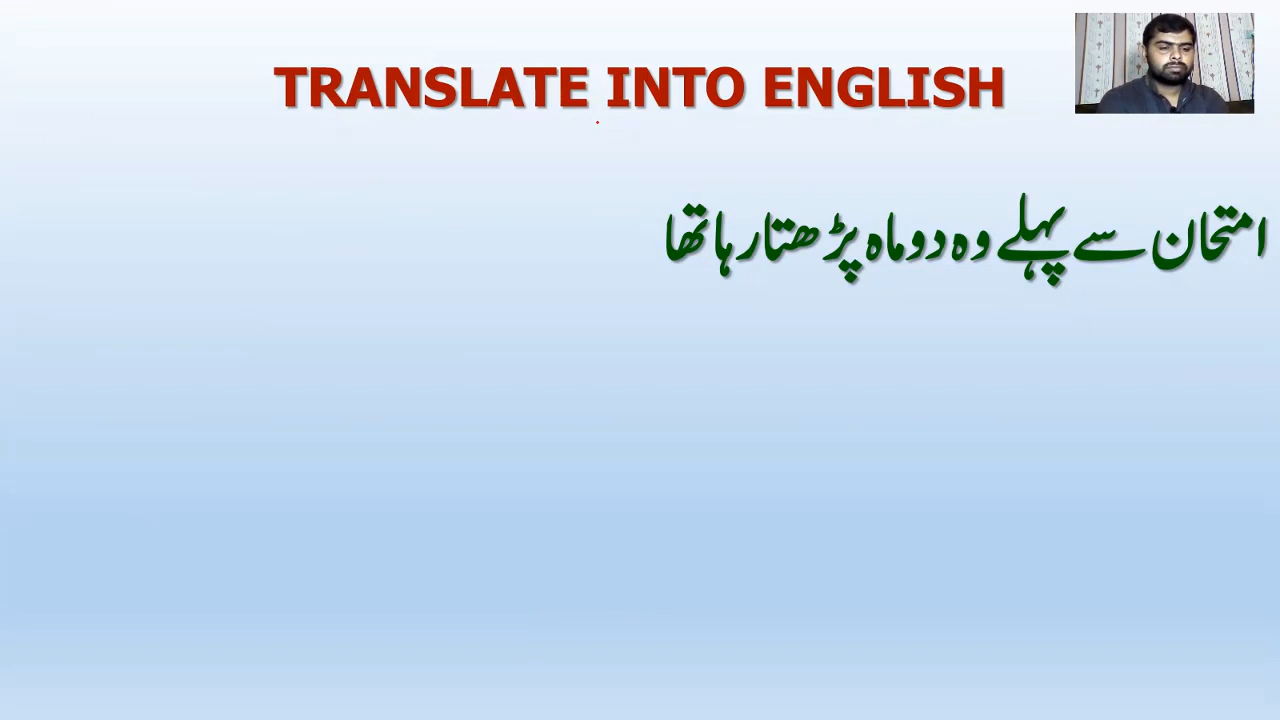 TRANSLATE INTO ENGLISH
امتحان سے پہلے وہ دو ماہ پڑھتا رہا تھا